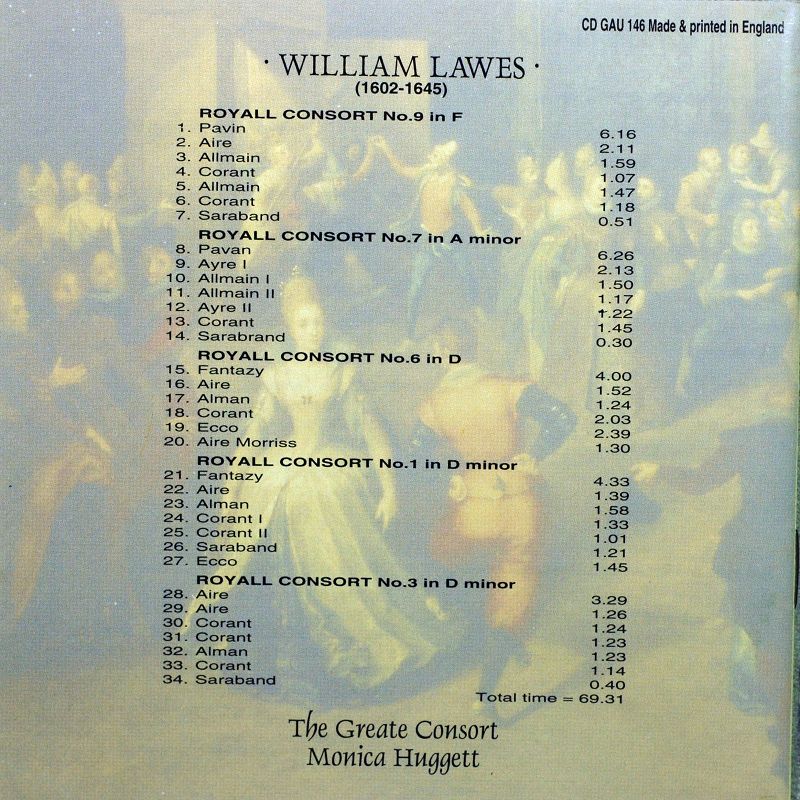 CD GAU 146 Made & printed in England
· WILLIAM LAWES ·
(1602-1645)
ROYALL CONSORT No.9 in F
1. Pavin 6.16
2. Aire 2.11
3. Allmain 1.59
4. Corant 1.07
5. Allmain 1.47
6. Corant 1.18
7. Saraband 0.51
ROYALL CONSORT No.7 in A minor
8. Pavan 6.26
9. Ayre I 2.13
10. Allmain I 1.50
11. Allmain II 1.17
12. Ayre II 1.22
13. Corant 1.45
14. Sarabrand 0.30
ROYALL CONSORT No.6 in D
15. Fantazy 4.00
16. Aire 1.52
17. Alman 1.24
18. Corant 2.03
19. Ecco 2.39
20. Aire Morriss 1.30
ROYALL CONSORT No.1 in D minor
21. Fantazy 4.33
22. Aire 1.39
23. Alman 1.58
24. Corant I 1.33
25. Corant II 1.01
26. Saraband 1.21
27. Ecco 1.45
ROYALL CONSORT No.3 in D minor
28. Aire 3.29
29. Aire 1.26
30. Corant 1.24
31. Corant 1.23
32. Alman 1.23
33. Corant 1.14
34. Saraband 0.40
Total time = 69.31
The Greate Consort
Monica Huggett